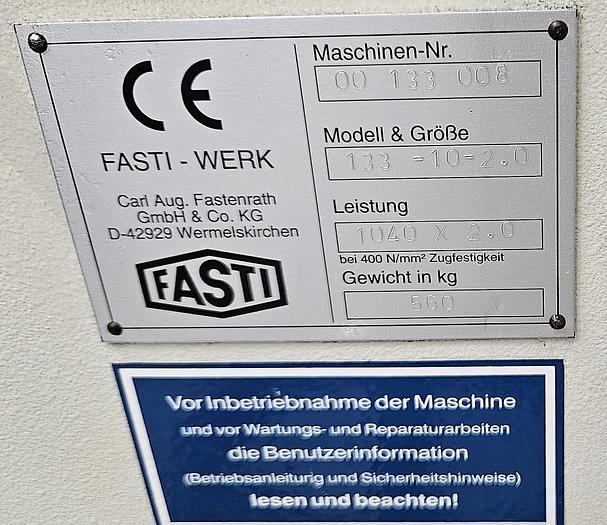 CE
FASTI - WERK
Carl Aug. Fastenrath
GmbH & Co. KG
D-42929 Wermelskirchen
FASTI
Maschinen-Nr.
00 133 008
Modell & Größe
133 -10-2.0
Leistung
1040 X 2.0
bei 400 N/mm² Zugfestigkeit
Gewicht in kg
560
Vor Inbetriebnahme der Maschine
und vor Wartungs- und Reparaturarbeiten
die Benutzerinformation
(Betriebsanleitung und Sicherheitshinweise)
lesen und beachten!